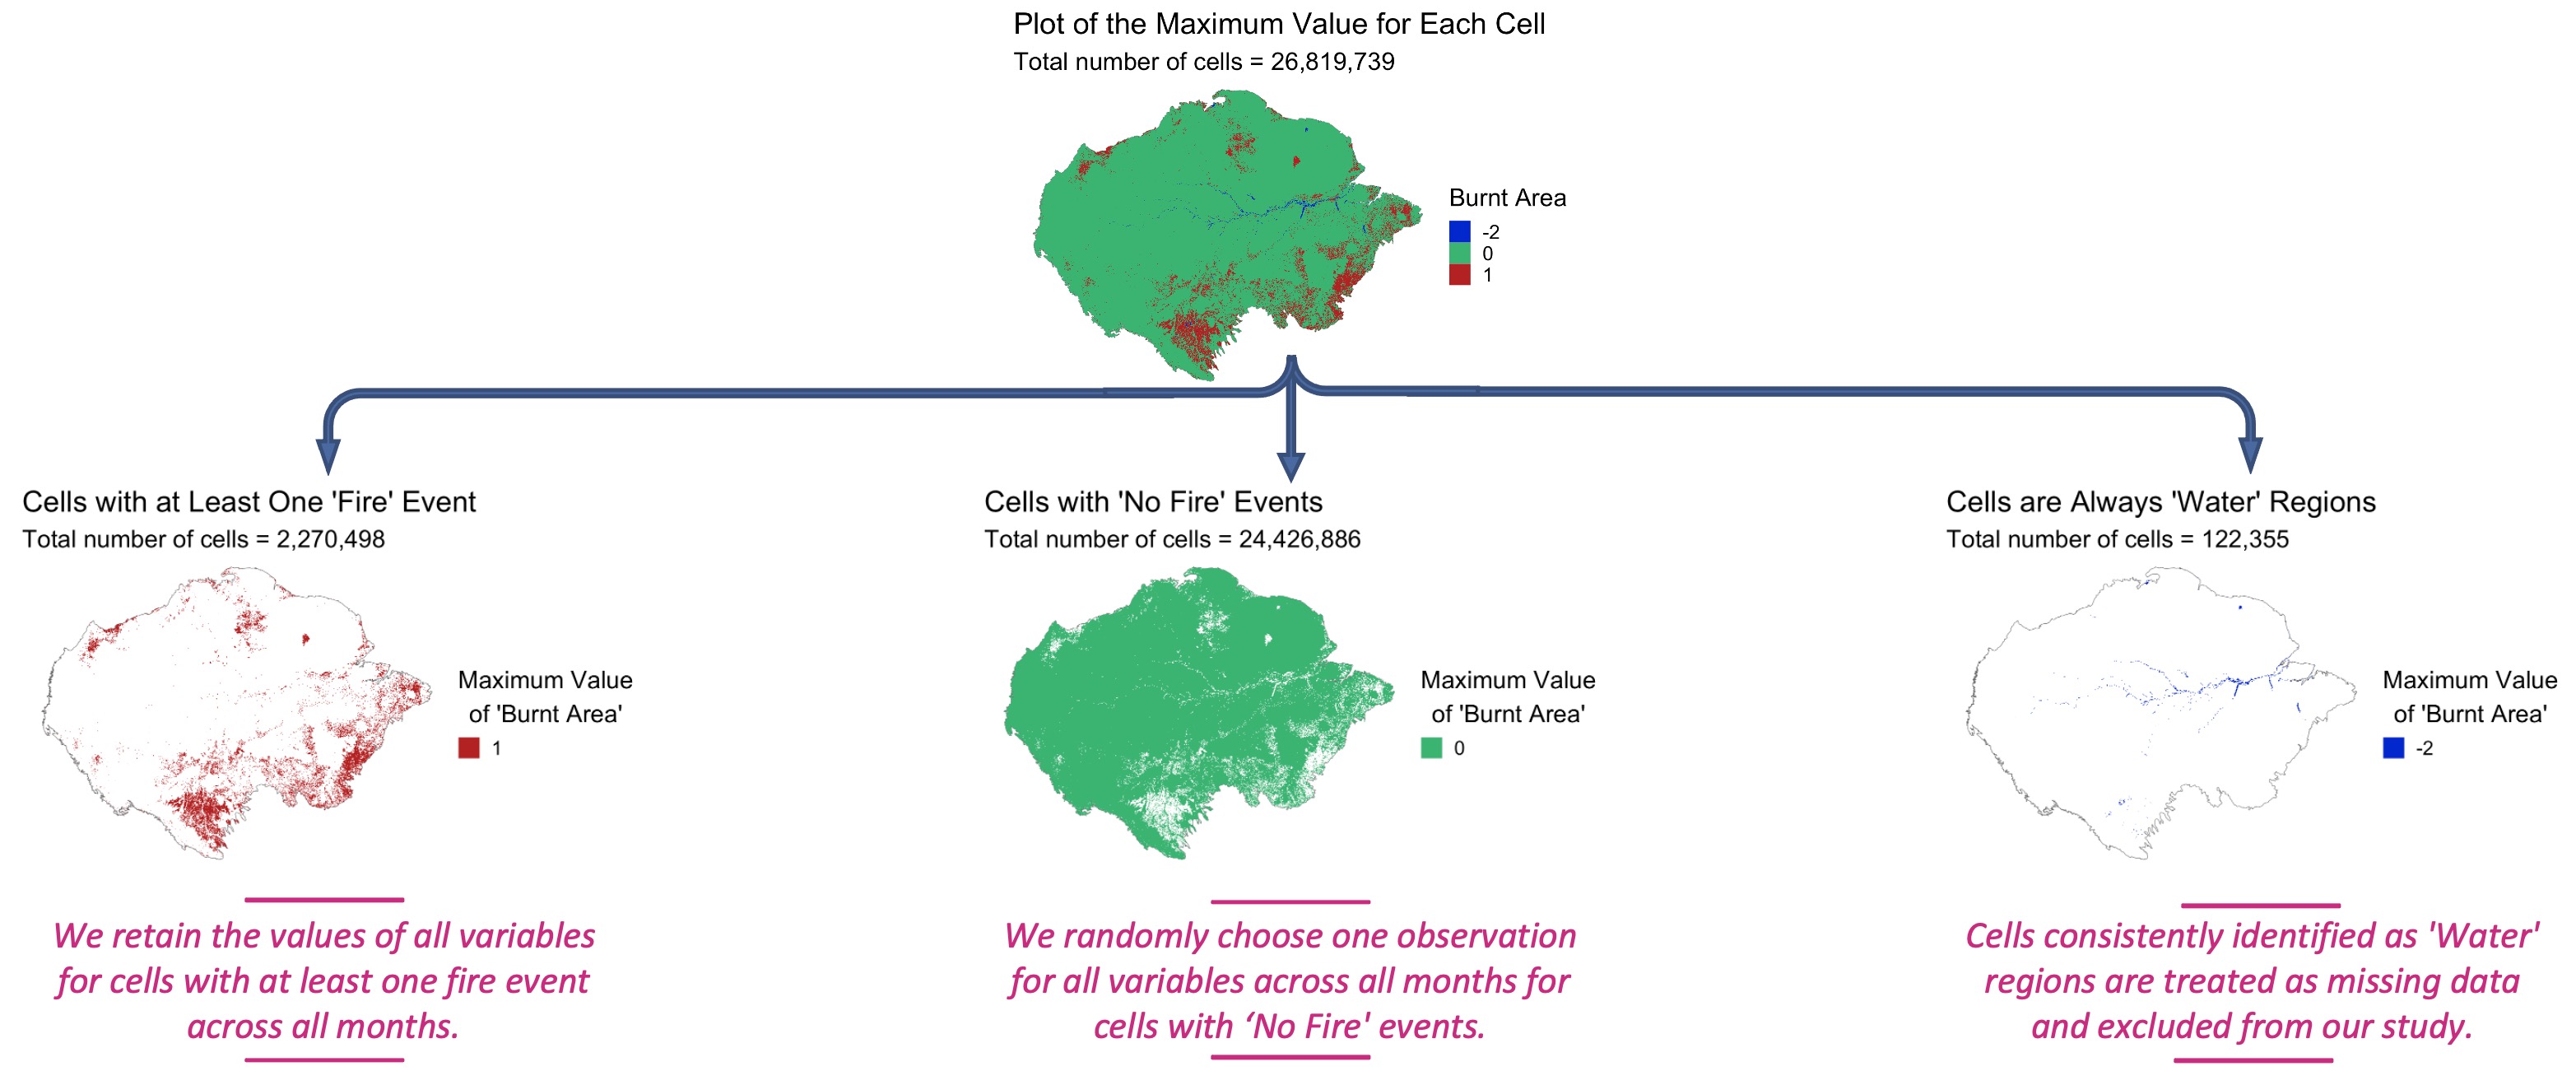 Plot of the Maximum Value for Each Cell
Total number of cells = 26,819,739
Burnt Area
-2
0
1
Cells with at Least One 'Fire' Event
Total number of cells = 2,270,498
Maximum Value
of 'Burnt Area'
1
We retain the values of all variables
for cells with at least one fire event
across all months.
Cells with 'No Fire' Events
Total number of cells = 24,426,886
Maximum Value
of 'Burnt Area'
0
We randomly choose one observation
for all variables across all months for
cells with ‘No Fire' events.
Cells are Always 'Water' Regions
Total number of cells = 122,355
Maximum Value
of 'Burnt Area'
-2
Cells consistently identified as 'Water'
regions are treated as missing data
and excluded from our study.